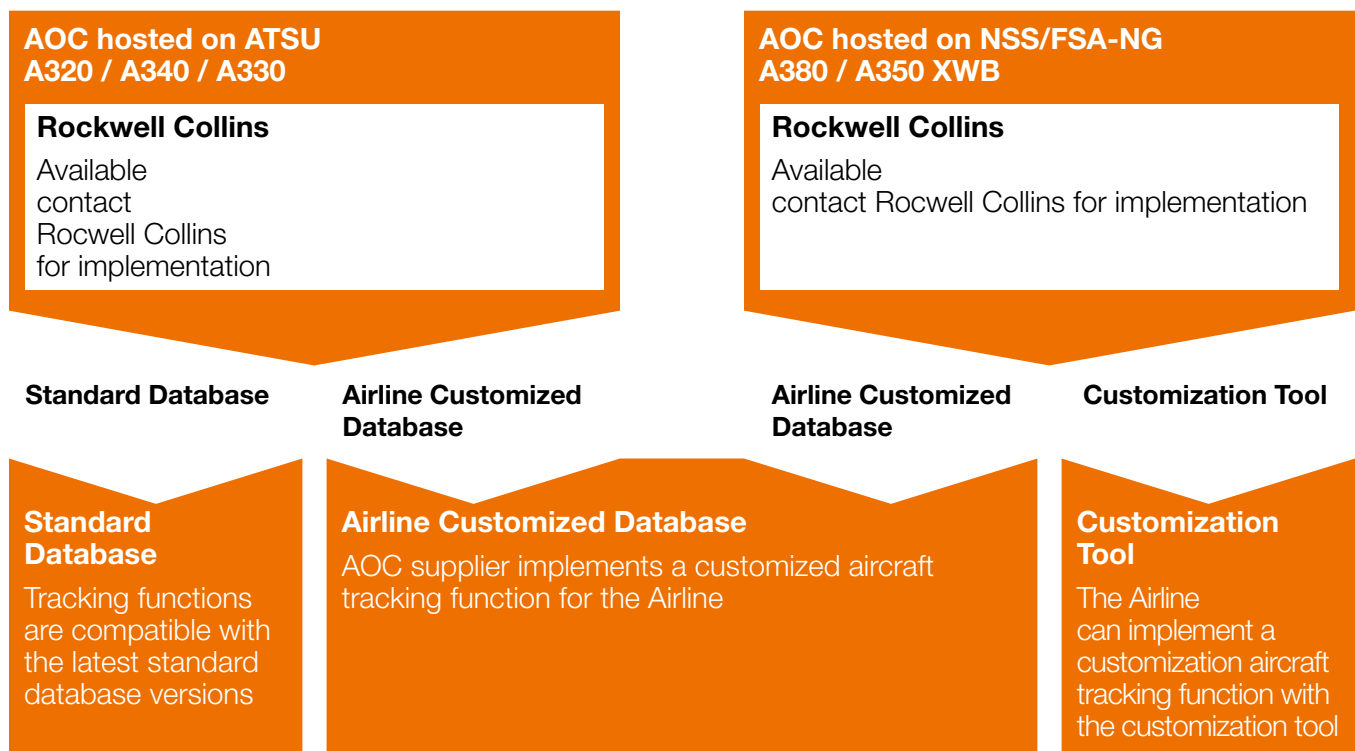 AOC hosted on ATSU
A320 / A340 / A330
Rockwell Collins
Available
contact
Rocwell Collins
for implementation
AOC hosted on NSS/FSA-NG
A380 / A350 XWB
Rockwell Collins
Available
contact Rocwell Collins for implementation
Standard Database
Airline Customized
Database
Airline Customized
Database
Customization Tool
Standard
Database
Tracking functions
are compatible with
the latest standard
database versions
Airline Customized Database
AOC supplier implements a customized aircraft
tracking function for the Airline
Customization
Tool
The Airline
can implement a
customization aircraft
tracking function with
the customization tool